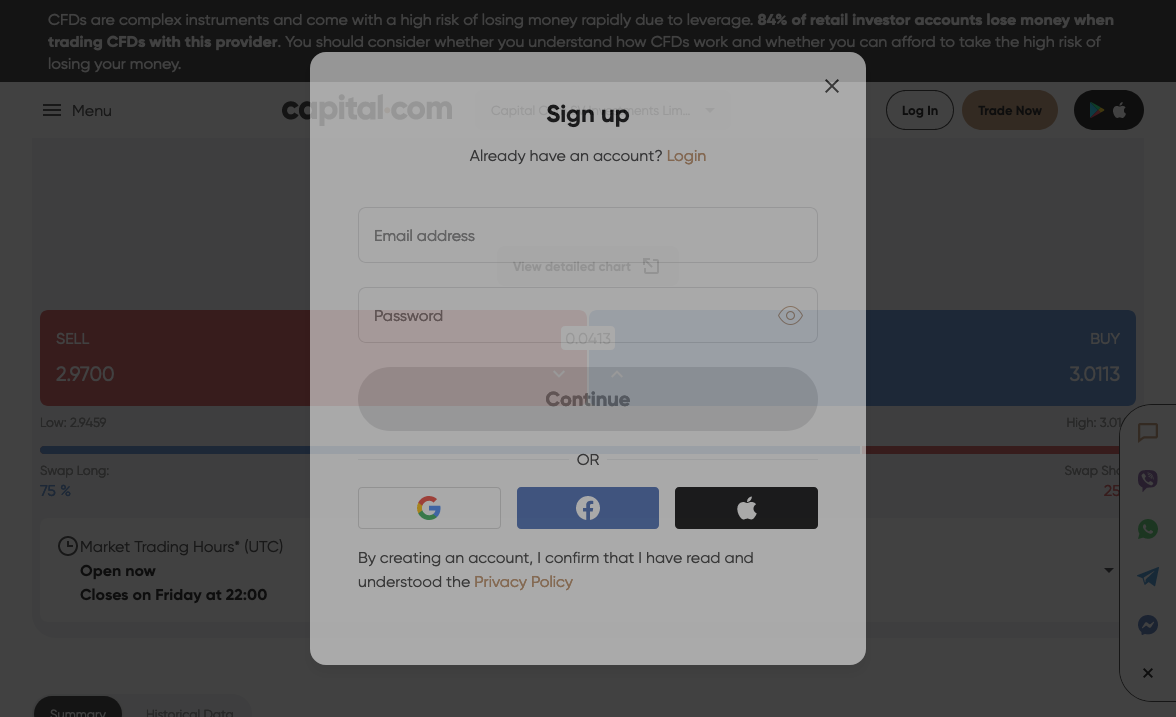 CFDs are complex instruments and come with a high risk of losing money rapidly due to leverage. 84% of retail investor accounts lose money when
trading CFDs with this provider. You should consider whether you understand how CFDs work and whether you can afford to take the high risk of
losing your money.
Menu
capital.com
Capital C
ments Lim...
Log In
Trade Now
Sign up
Already have an account? Login
Email address
View detailed chart
Password
SELL
2.9700
0.0413
BUY
3.0113
Continue
Low: 2.9459
High: 3.01
OR
Swap Long:
75 %
Swap Sho
25
By creating an account, I confirm that I have read and
understood the Privacy Policy
Market Trading Hours* (UTC)
Open now
Closes on Friday at 22:00
Summary
Historical Data